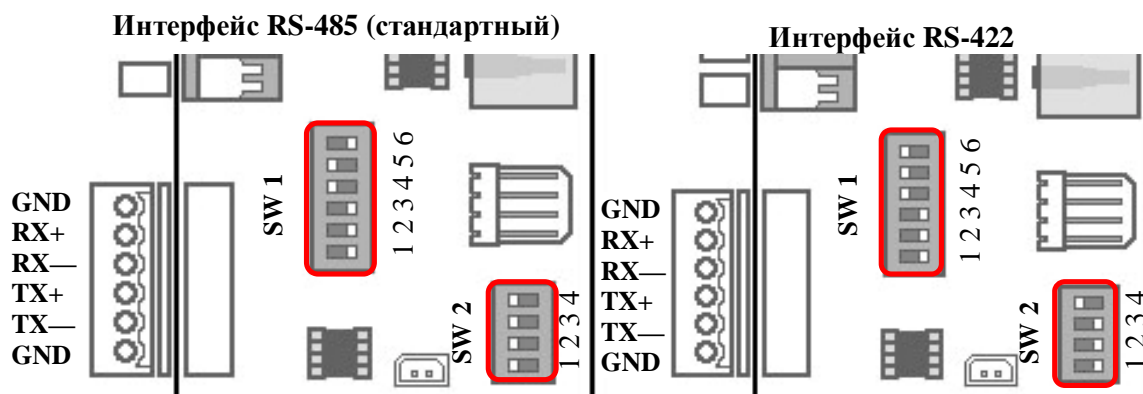 Интерфейс RS-485 (стандартный)
SW 1
1 2 3 4 5 6
GND
RX+
RX—
TX+
TX—
GND
SW 2
1 2 3 4
Интерфейс RS-422
SW 1
1 2 3 4 5 6
GND
RX+
RX—
TX+
TX—
GND
SW 2
1 2 3 4